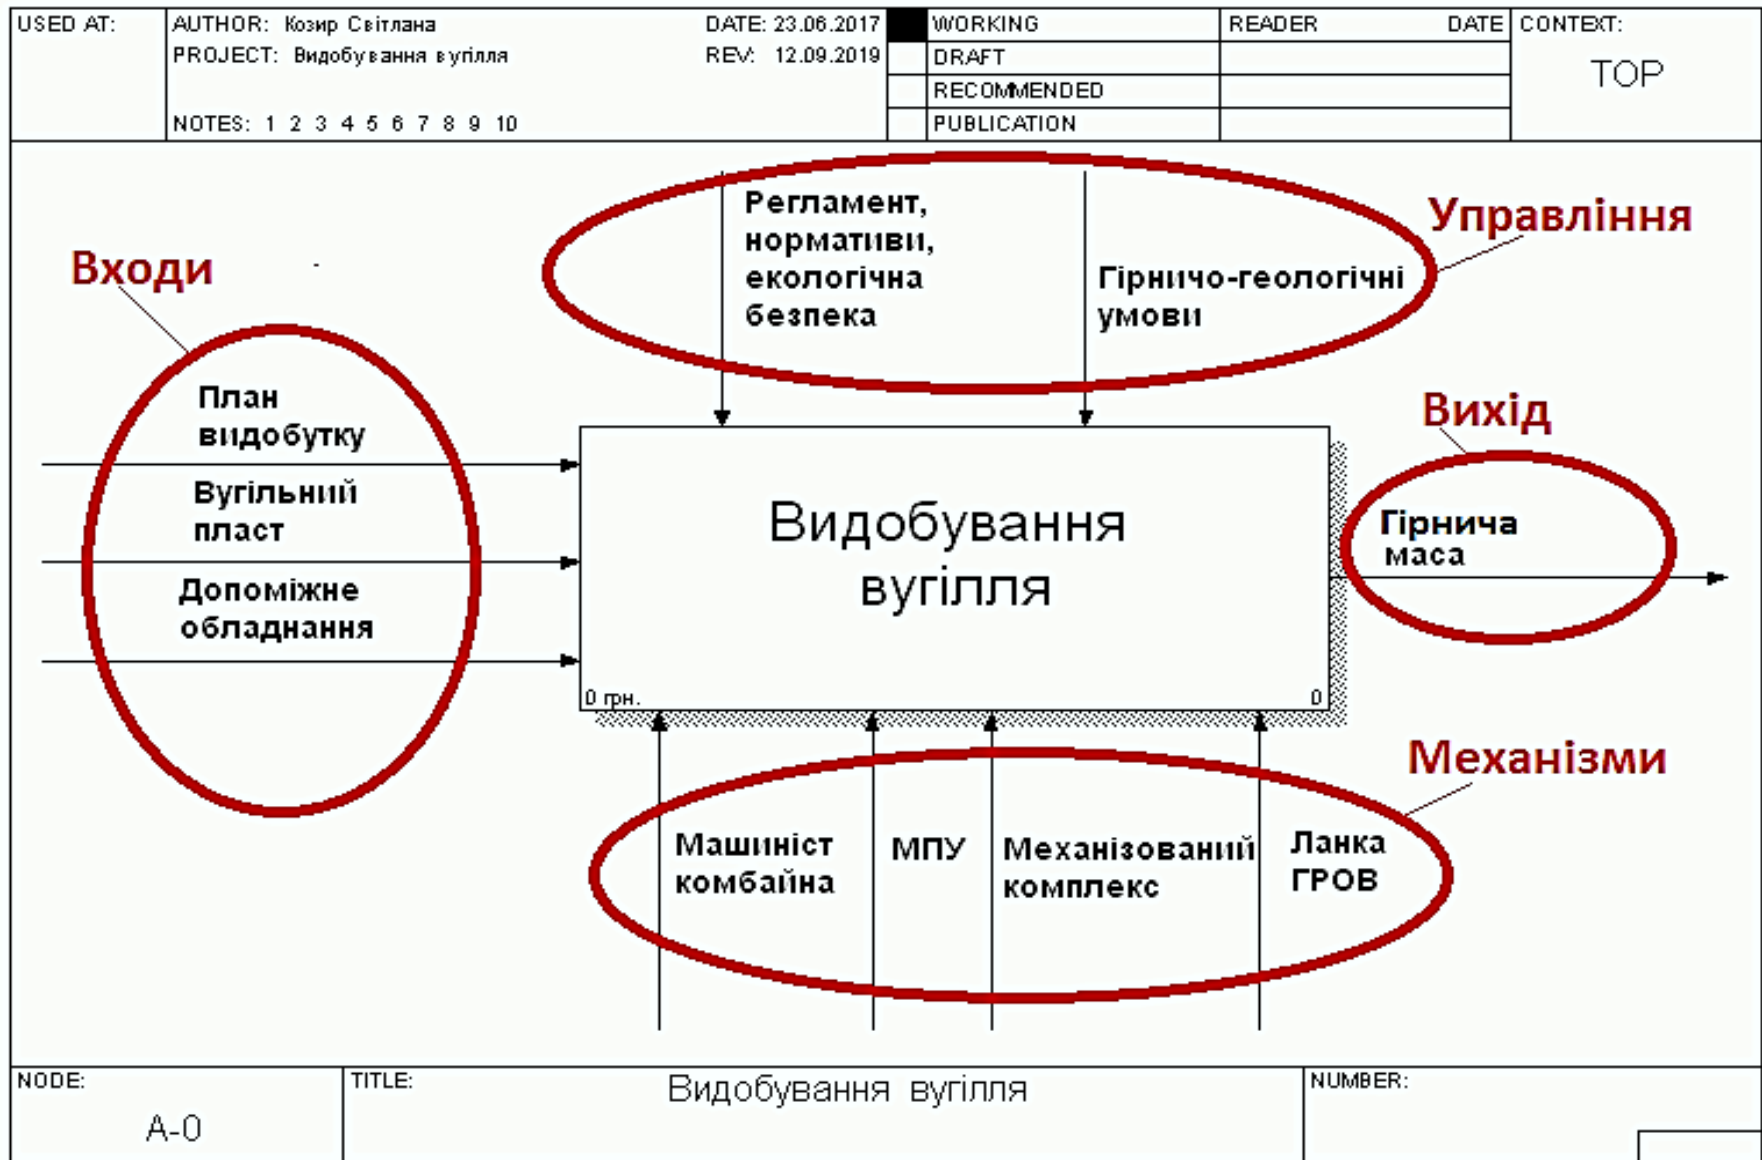 USED AT:
AUTHOR: Козир Світлана
DATE: 23.06.2017
PROJECT: Видобування вугілля
REV: 12.09.2019
NOTES: 1 2 3 4 5 6 7 8 9 10
WORKING
DRAFT
RECOMMENDED
PUBLICATION
READER
DATE
CONTEXT:
TOP
Регламент,
нормативи,
екологічна
безпека
Гірничо-геологічні
умови
Управління
Входи
План
видобутку
Вугільний
пласт
Допоміжне
обладнання
Видобування
вугілля
0 грн.
0
Вихід
Гірнича
маса
Механізми
Машиніст
комбайна
МПУ
Механізований
комплекс
Ланка
ГРОВ
NODE:
A-0
TITLE:
Видобування вугілля
NUMBER: